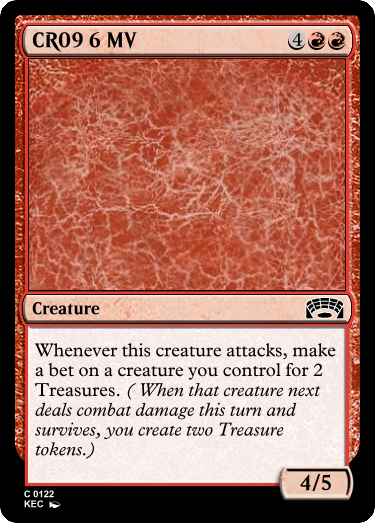 CR09 6 MV 4
Creature
Whenever this creature attacks, make
a bet on a creature you control for 2
Treasures. ( When that creature next
deals combat damage this turn and
survives, you create two Treasure
tokens.)
4/5
C 0122
KEC